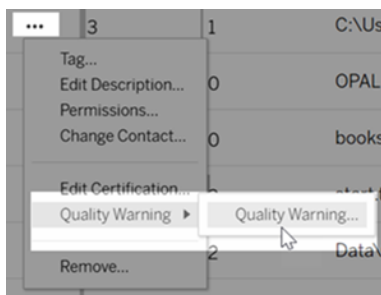 ... 3 1 C:\Us
Tag...
Edit Description... 0 OPAL
Permissions...
Change Contact... 0 books
Edit Certification...
Quality Warning ▶ Quality Warning...
2 Data\
Remove...